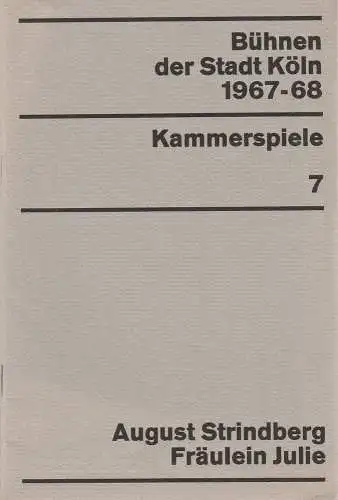 Bühnen
der Stadt Köln
1967-68
Kammerspiele
7
August Strindberg
Fräulein Julie